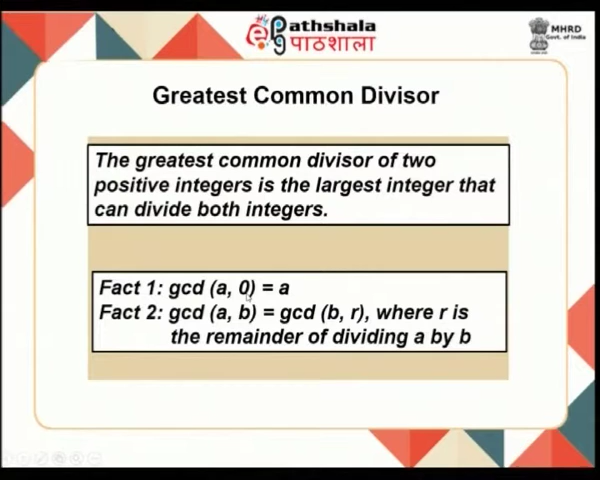 ePathshala
पाठशाला
MHRD
Govt. of India
Greatest Common Divisor
The greatest common divisor of two
positive integers is the largest integer that
can divide both integers.
Fact 1: gcd (a, 0) = a
Fact 2: gcd (a, b) = gcd (b, r), where r is
the remainder of dividing a by b